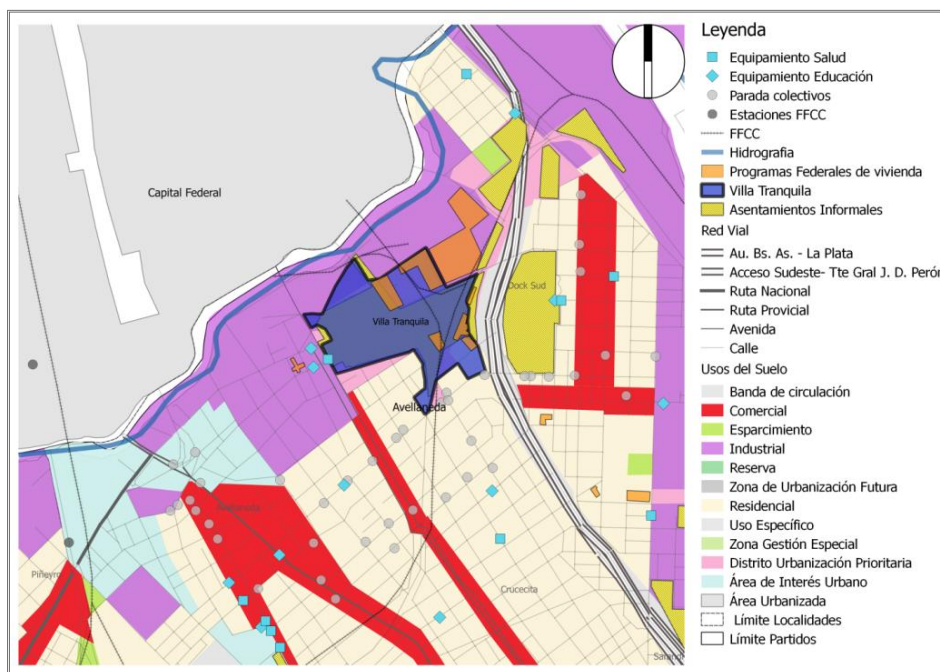 Capital Federal
Villa Tranquila
Dock Sud
Avellaneda
Avellaneda
Piñeyro
Crucecita
Sarandí
Leyenda
Equipamiento Salud
Equipamiento Educación
Parada colectivos
Estaciones FFCC
FFCC
Hidrografia
Programas Federales de vivienda
Villa Tranquila
Asentamientos Informales
Red Vial
Au. Bs. As. - La Plata
Acceso Sudeste- Tte Gral J. D. Perón
Ruta Nacional
Ruta Provicial
Avenida
Calle
Usos del Suelo
Banda de circulación
Comercial
Esparcimiento
Industrial
Reserva
Zona de Urbanización Futura
Residencial
Uso Específico
Zona Gestión Especial
Distrito Urbanización Prioritaria
Área de Interés Urbano
Área Urbanizada
Límite Localidades
Límite Partidos